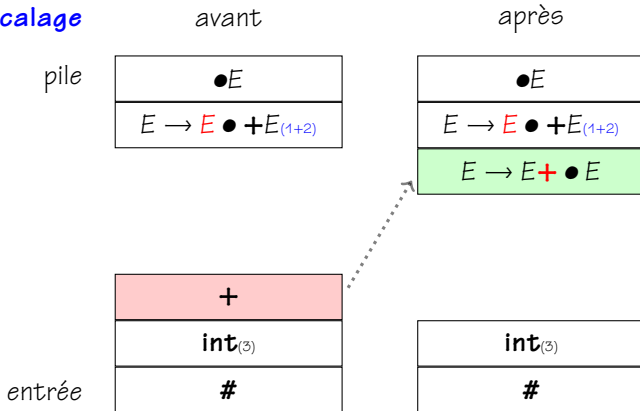 calage avant après
pile ●E ●E
E → E ● +E(1+2) E → E ● +E(1+2)
E → E+ ● E
+
int(3) int(3)
entrée # #